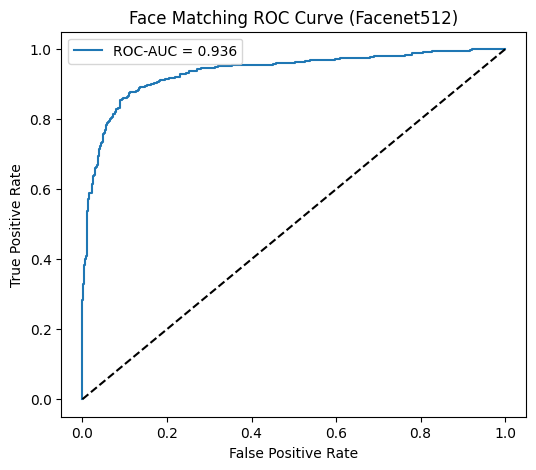 Face Matching ROC Curve (Facenet512)
ROC-AUC = 0.936
1.0
0.8
0.6
0.4
0.2
0.0
True Positive Rate
0.0 0.2 0.4 0.6 0.8 1.0
False Positive Rate